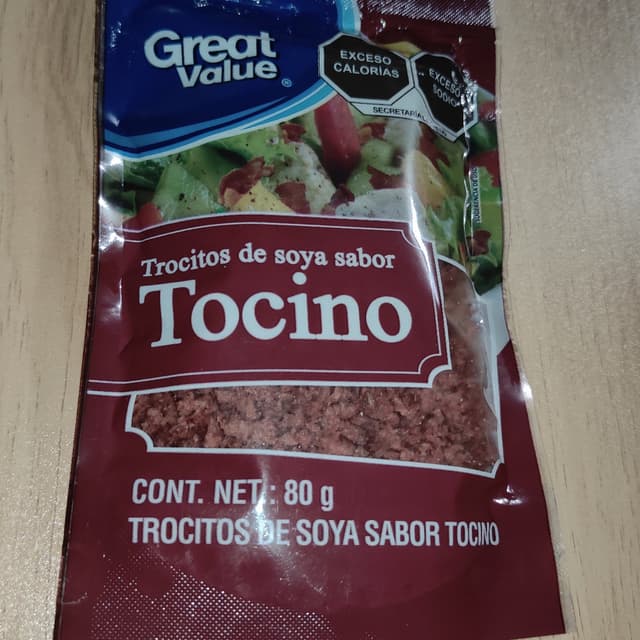 Great
Value
EXCESO
CALORÍAS
EXCESO
SODIO
SECRETARÍA
Trocitos de soya sabor
Tocino
CONT. NET.: 80 g
TROCITOS DE SOYA SABOR TOCINO